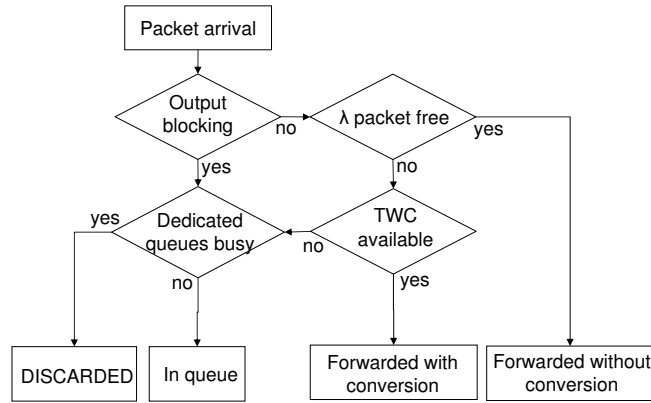 Packet arrival
Output
blocking
no
λ packet free
yes
yes
no
yes
Dedicated
queues busy
no
TWC
available
no
yes
DISCARDED
In queue
Forwarded with
conversion
Forwarded without
conversion